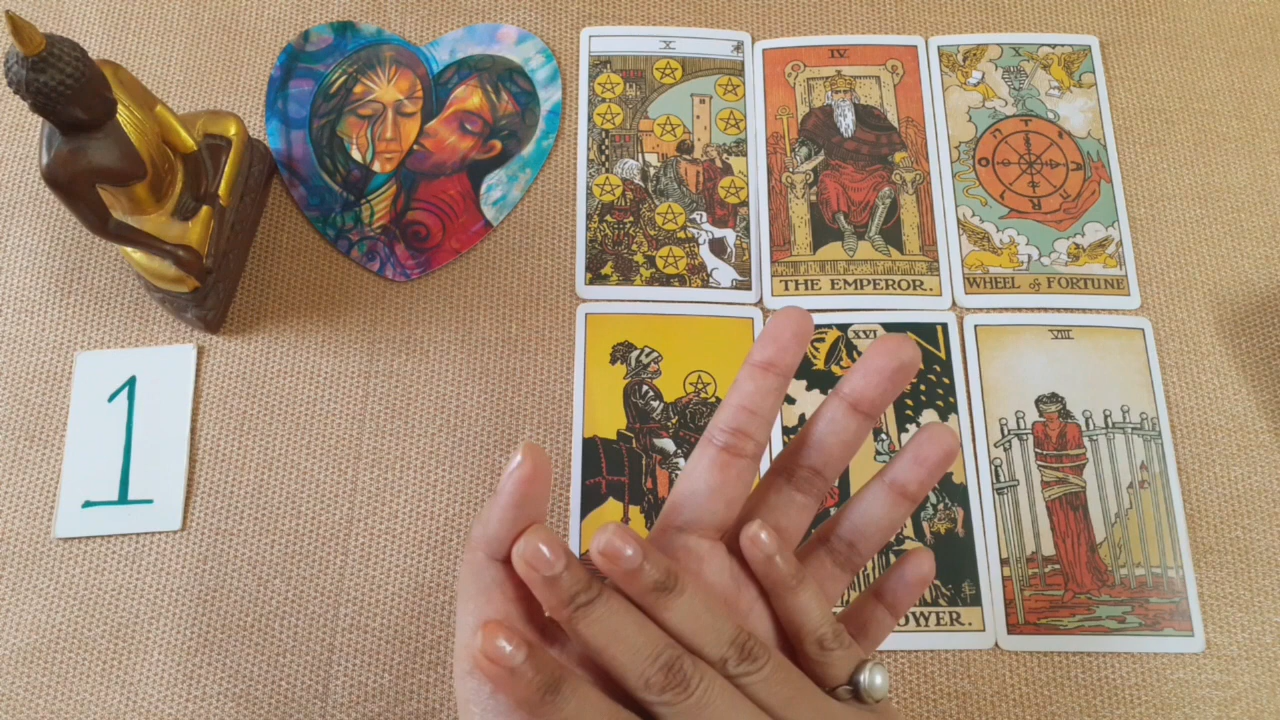 1
X
IV.
THE EMPEROR.
X
WHEEL of FORTUNE
XVI
OWER.
VIII